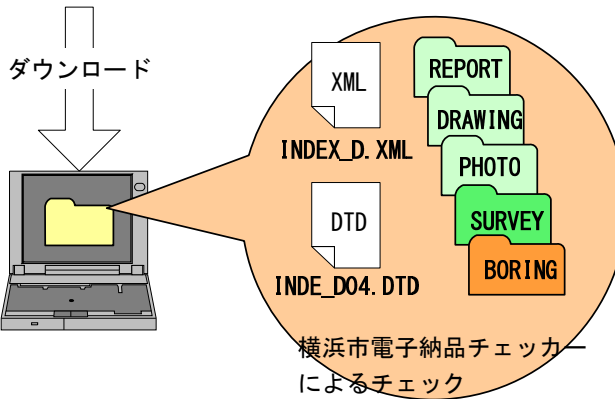 ダウンロード
XML
INDEX_D.XML
DTD
INDE_D04.DTD
REPORT
DRAWING
PHOTO
SURVEY
BORING
横浜市電子納品チェッカー
によるチェック